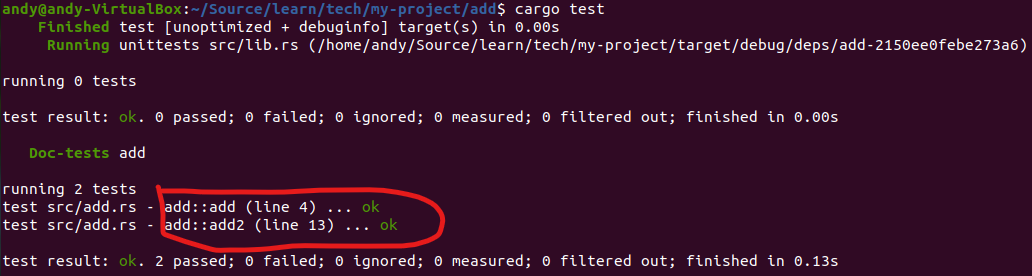 andy@andy-VirtualBox:~/Source/learn/tech/my-project/add$ cargo test
Finished test [unoptimized + debuginfo] target(s) in 0.00s
Running unittests src/lib.rs (/home/andy/Source/learn/tech/my-project/target/debug/deps/add-2150ee0febe273a6)
running 0 tests
test result: ok. 0 passed; 0 failed; 0 ignored; 0 measured; 0 filtered out; finished in 0.00s
Doc-tests add
running 2 tests
test src/add.rs - add::add (line 4) ... ok
test src/add.rs - add::add2 (line 13) ... ok
test result: ok. 2 passed; 0 failed; 0 ignored; 0 measured; 0 filtered out; finished in 0.13s